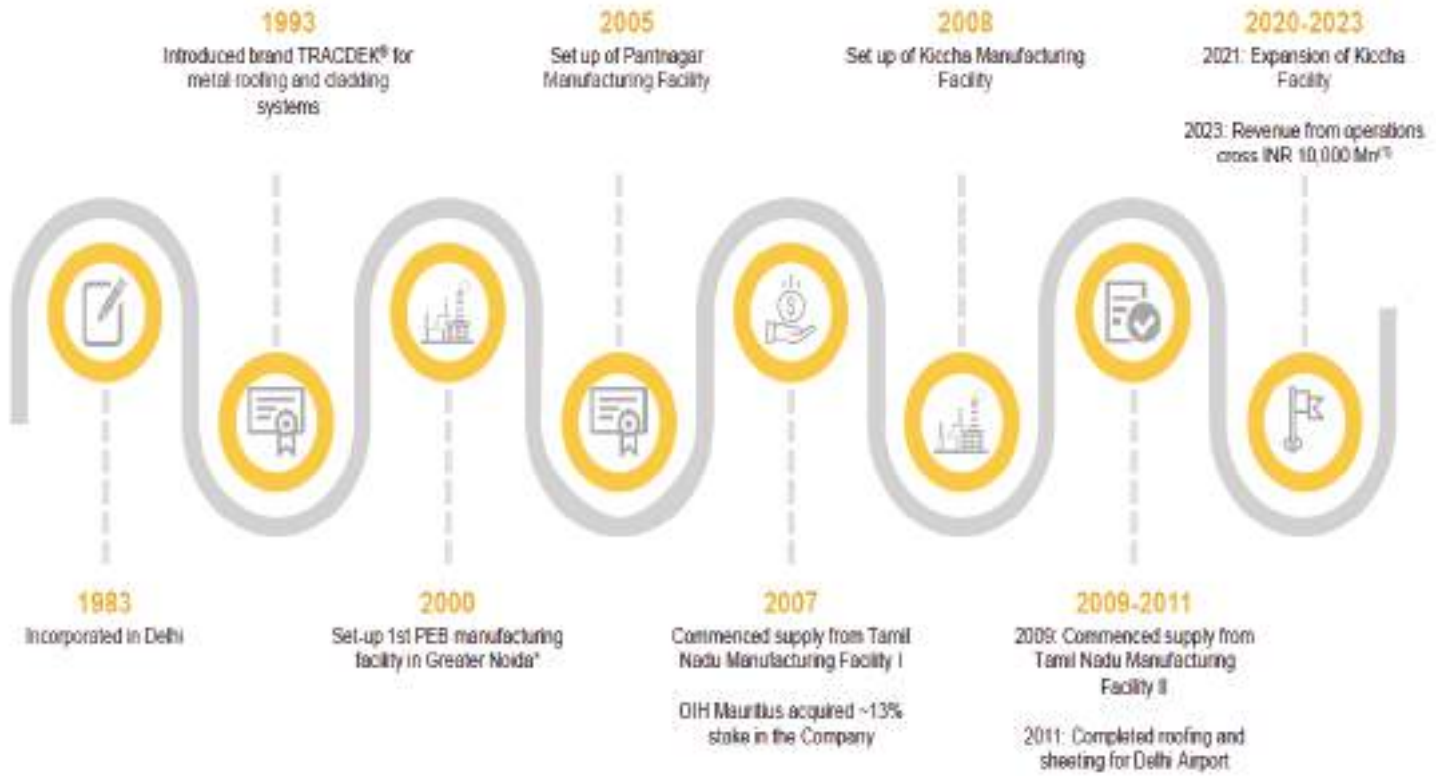 1993
Introduced brand TRACDEK® for
metal roofing and cladding
systems
2005
Set up of Pantnagar
Manufacturing Facility
2008
Set up of Kiccha Manufacturing
Facility
2020-2023
2021: Expansion of Kiccha
Facility
2023: Revenue from operations
cross INR 10,000 Mn⁽¹⁾
1983
Incorporated in Delhi
2000
Set-up 1st PEB manufacturing
facility in Greater Noida*
2007
Commenced supply from Tamil
Nadu Manufacturing Facility I
OIH Mauritius acquired ~13%
stake in the Company
2009-2011
2009: Commenced supply from
Tamil Nadu Manufacturing
Facility II
2011: Completed roofing and
sheeting for Delhi Airport